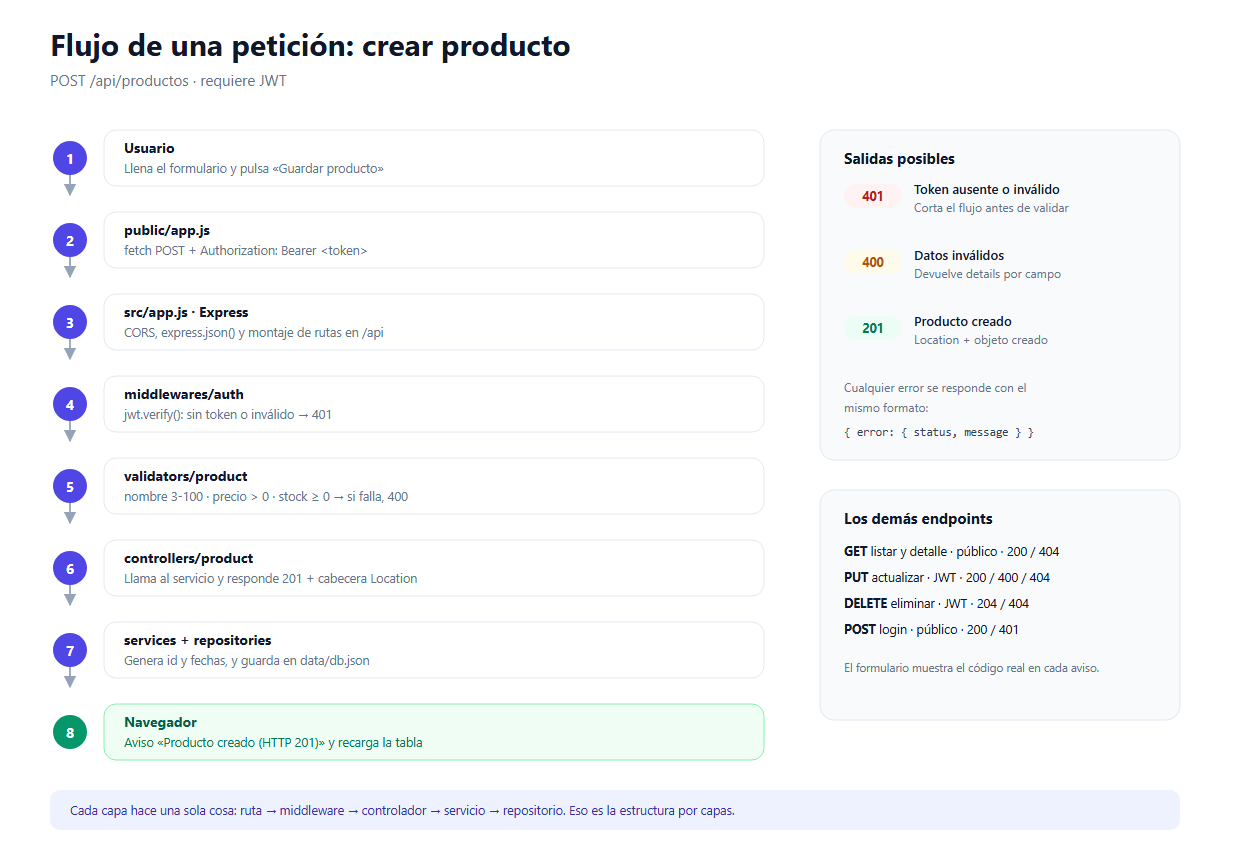 Flujo de una petición: crear producto
POST /api/productos · requiere JWT
1
Usuario
Llena el formulario y pulsa «Guardar producto»
2
public/app.js
fetch POST + Authorization: Bearer <token>
3
src/app.js · Express
CORS, express.json() y montaje de rutas en /api
4
middlewares/auth
jwt.verify(): sin token o inválido → 401
5
validators/product
nombre 3-100 · precio > 0 · stock ≥ 0 → si falla, 400
6
controllers/product
Llama al servicio y responde 201 + cabecera Location
7
services + repositories
Genera id y fechas, y guarda en data/db.json
8
Navegador
Aviso «Producto creado (HTTP 201)» y recarga la tabla
Salidas posibles
401
Token ausente o inválido
Corta el flujo antes de validar
400
Datos inválidos
Devuelve details por campo
201
Producto creado
Location + objeto creado
Cualquier error se responde con el
mismo formato:
{ error: { status, message } }
Los demás endpoints
GET listar y detalle · público · 200 / 404
PUT actualizar · JWT · 200 / 400 / 404
DELETE eliminar · JWT · 204 / 404
POST login · público · 200 / 401
El formulario muestra el código real en cada aviso.
Cada capa hace una sola cosa: ruta → middleware → controlador → servicio → repositorio. Eso es la estructura por capas.